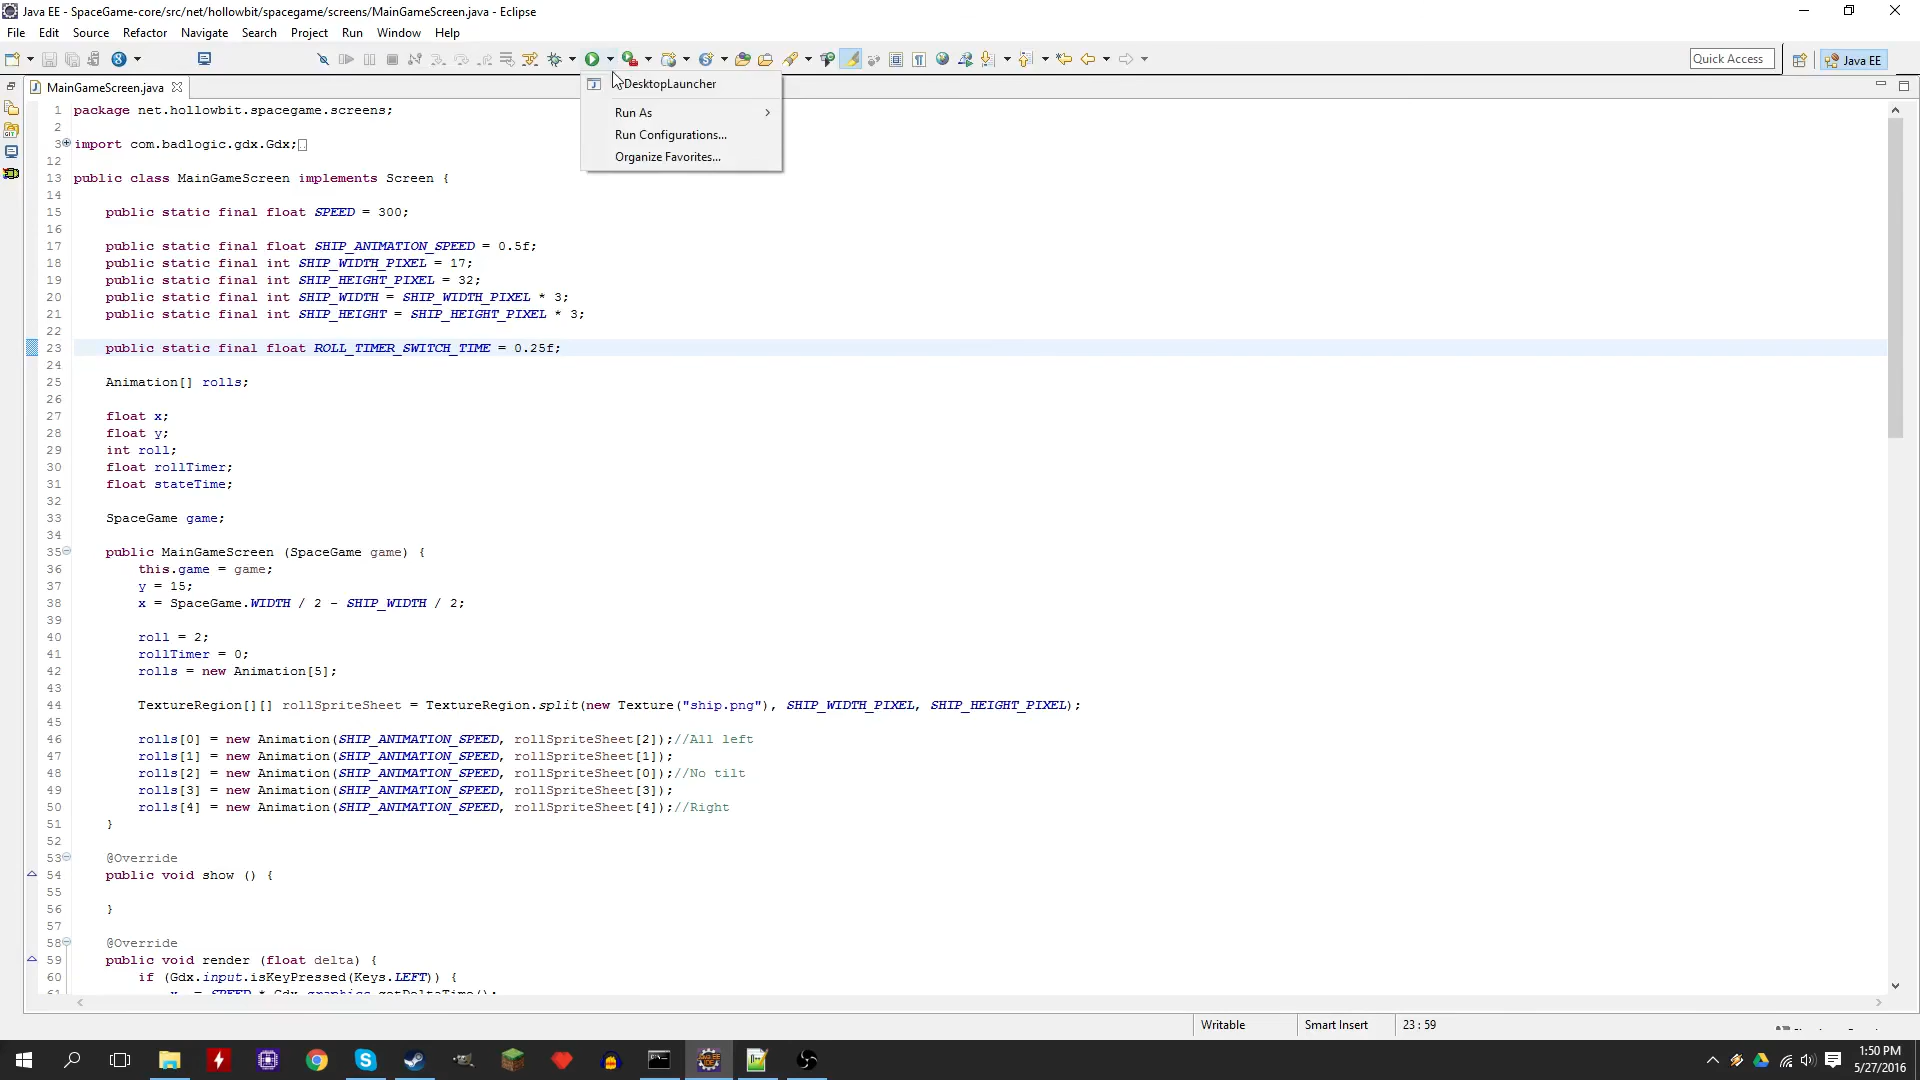 Java EE - SpaceGame-core/src/net/hollowbit/spacegame/screens/MainGameScreen.java - Eclipse
File Edit Source Refactor Navigate Search Project Run Window Help
Quick Access
Java EE
MainGameScreen.java
DesktopLauncher
Run As
Run Configurations...
Organize Favorites...
1 package net.hollowbit.spacegame.screens;
2
3 import com.badlogic.gdx.Gdx;
12
13 public class MainGameScreen implements Screen {
14
15 public static final float SPEED = 300;
16
17 public static final float SHIP_ANIMATION_SPEED = 0.5f;
18 public static final int SHIP_WIDTH_PIXEL = 17;
19 public static final int SHIP_HEIGHT_PIXEL = 32;
20 public static final int SHIP_WIDTH = SHIP_WIDTH_PIXEL * 3;
21 public static final int SHIP_HEIGHT = SHIP_HEIGHT_PIXEL * 3;
22
23 public static final float ROLL_TIMER_SWITCH_TIME = 0.25f;
24
25 Animation[] rolls;
26
27 float x;
28 float y;
29 int roll;
30 float rollTimer;
31 float stateTime;
32
33 SpaceGame game;
34
35 public MainGameScreen (SpaceGame game) {
36 this.game = game;
37 y = 15;
38 x = SpaceGame.WIDTH / 2 - SHIP_WIDTH / 2;
39
40 roll = 2;
41 rollTimer = 0;
42 rolls = new Animation[5];
43
44 TextureRegion[][] rollSpriteSheet = TextureRegion.split(new Texture("ship.png"), SHIP_WIDTH_PIXEL, SHIP_HEIGHT_PIXEL);
45
46 rolls[0] = new Animation(SHIP_ANIMATION_SPEED, rollSpriteSheet[2]);//All left
47 rolls[1] = new Animation(SHIP_ANIMATION_SPEED, rollSpriteSheet[1]);
48 rolls[2] = new Animation(SHIP_ANIMATION_SPEED, rollSpriteSheet[0]);//No tilt
49 rolls[3] = new Animation(SHIP_ANIMATION_SPEED, rollSpriteSheet[3]);
50 rolls[4] = new Animation(SHIP_ANIMATION_SPEED, rollSpriteSheet[4]);//Right
51 }
52
53 @Override
54 public void show () {
55
56 }
57
58 @Override
59 public void render (float delta) {
60 if (Gdx.input.isKeyPressed(Keys.LEFT)) {
Writable Smart Insert 23 : 59
1:50 PM
5/27/2016